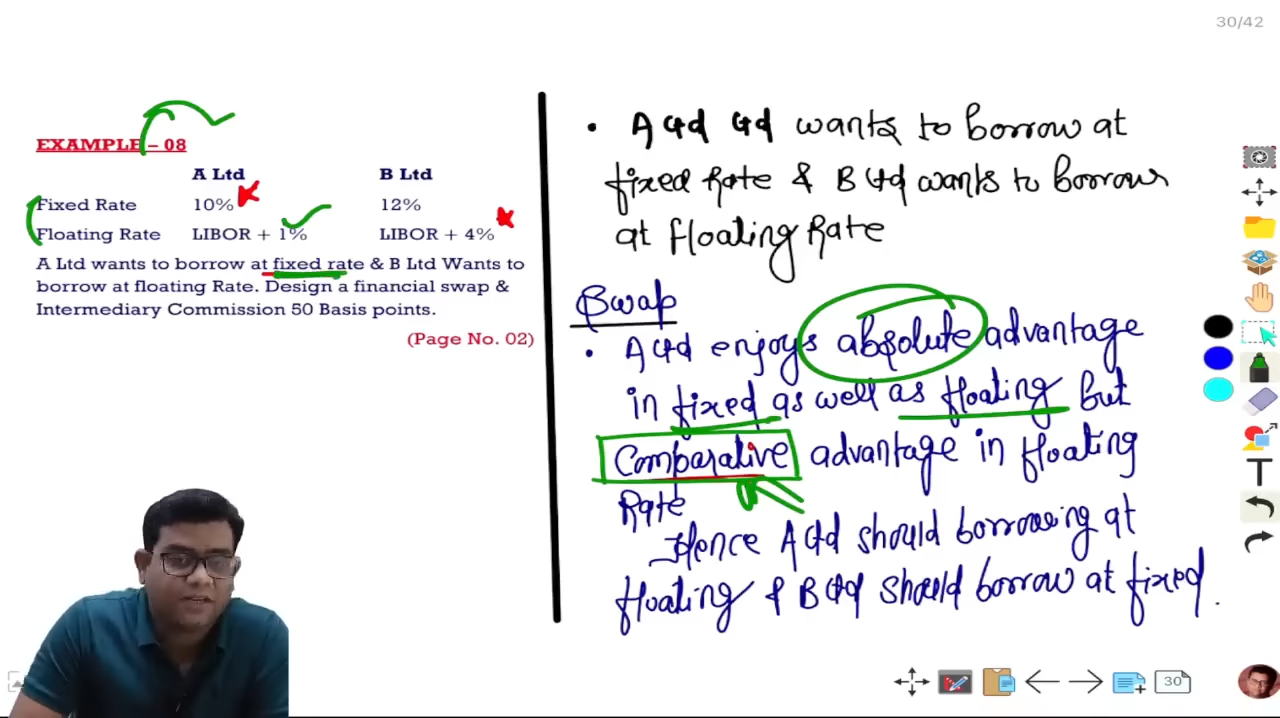 30/42
EXAMPLE – 08
A Ltd B Ltd
Fixed Rate 10% 12%
Floating Rate LIBOR + 1% LIBOR + 4%
A Ltd wants to borrow at fixed rate & B Ltd Wants to
borrow at floating Rate. Design a financial swap &
Intermediary Commission 50 Basis points.
(Page No. 02)
• A Ltd Ltd wants to borrow at
fixed Rate & B Ltd wants to borrow
at floating Rate
Swap
• A Ltd enjoys absolute advantage
in fixed as well as floating but
Comparative advantage in floating
Rate
Hence A Ltd should borrowing at
floating & B Ltd should borrow at fixed.
T
30